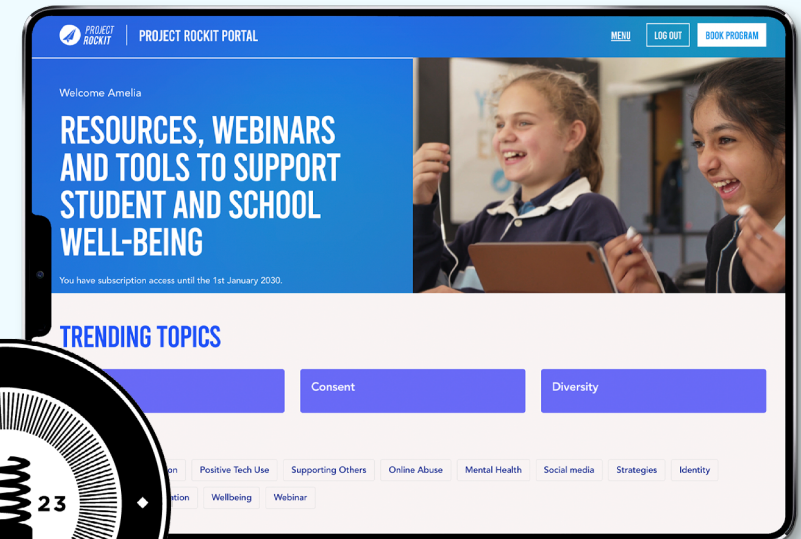 PROJECT
ROCKIT
PROJECT ROCKIT PORTAL
MENU
LOG OUT
BOOK PROGRAM
Welcome Amelia
RESOURCES, WEBINARS
AND TOOLS TO SUPPORT
STUDENT AND SCHOOL
WELL-BEING
You have subscription access until the 1st January 2030.
TRENDING TOPICS
Consent
Diversity
on
Positive Tech Use
Supporting Others
Online Abuse
Mental Health
Social media
Strategies
Identity
ation
Wellbeing
Webinar
23